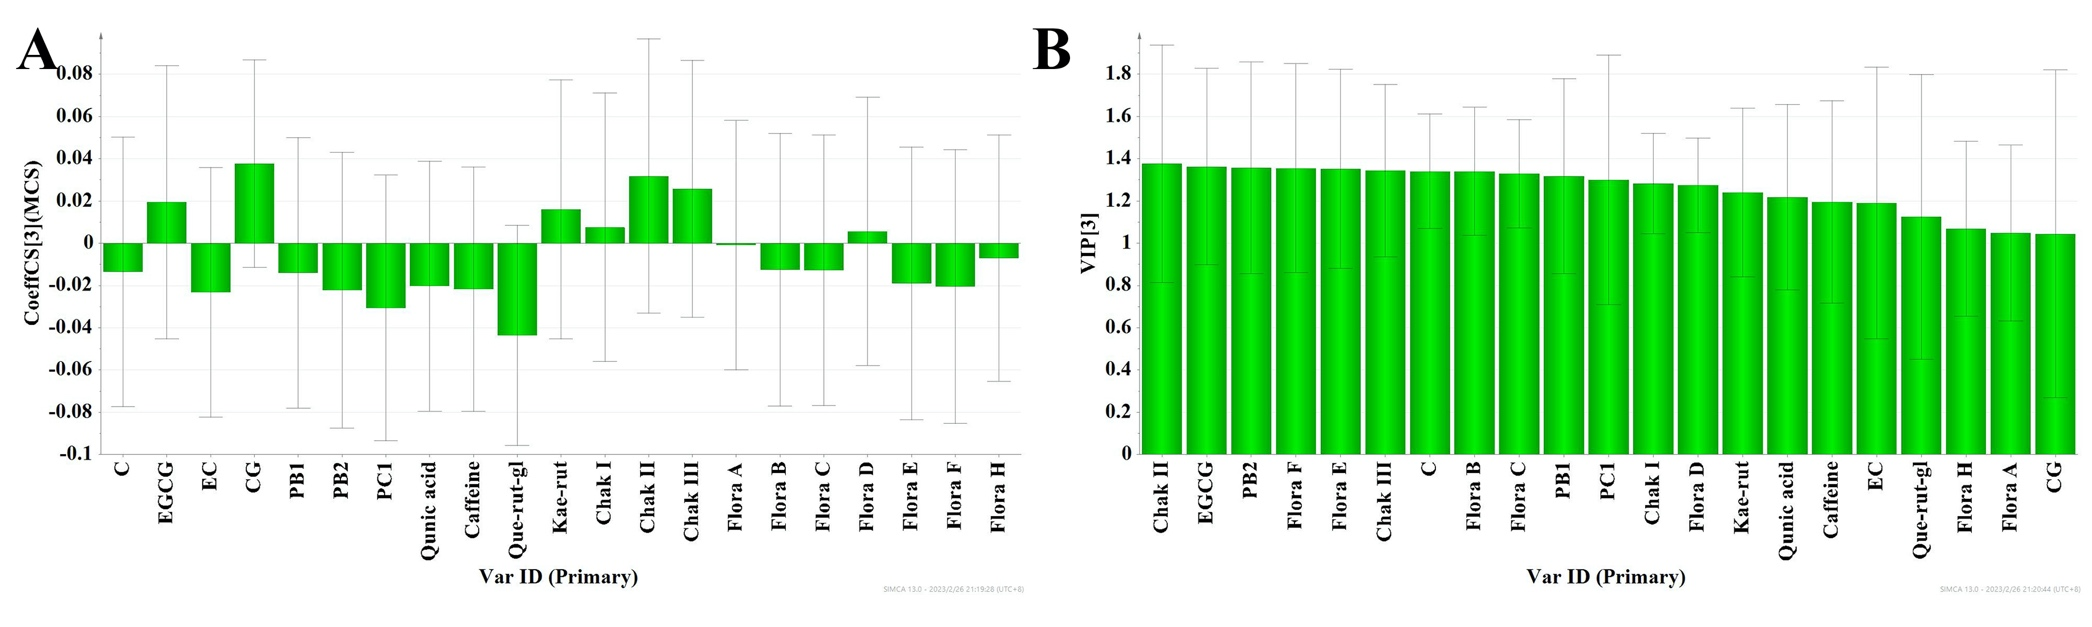 A
CoeffCS[3](MCS)
0.08
0.06
0.04
0.02
0
-0.02
-0.04
-0.06
-0.08
-0.1
C
EGCG
EC
CG
PB1
PB2
PC1
Qunic acid
Caffeine
Que-rut-gl
Kae-rut
Chak I
Chak II
Chak III
Flora A
Flora B
Flora C
Flora D
Flora E
Flora F
Flora H
Var ID (Primary)
SIMCA 13.0 - 2023/2/26 21:19:28 (UTC+8)
B
VIP[3]
1.8
1.6
1.4
1.2
1
0.8
0.6
0.4
0.2
0
Chak II
EGCG
PB2
Flora F
Flora E
Chak III
C
Flora B
Flora C
PB1
PC1
Chak I
Flora D
Kae-rut
Qunic acid
Caffeine
EC
Que-rut-gl
Flora H
Flora A
CG
Var ID (Primary)
SIMCA 13.0 - 2023/2/26 21:20:44 (UTC+8)